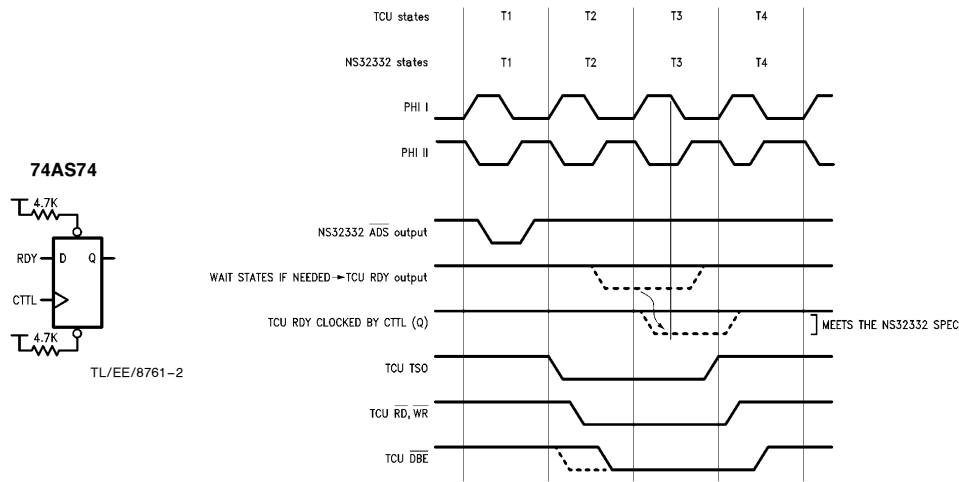 TCU states T1 T2 T3 T4
NS32332 states T1 T2 T3 T4
PHI I
PHI II
74AS74
4.7K
RDY D Q
CTTL
4.7K
TL/EE/8761-2
NS32332 ADS output
WAIT STATES IF NEEDED→TCU RDY output
TCU RDY CLOCKED BY CTTL (Q)
MEETS THE NS32332 SPEC
TCU TSO
TCU RD, WR
TCU DBE